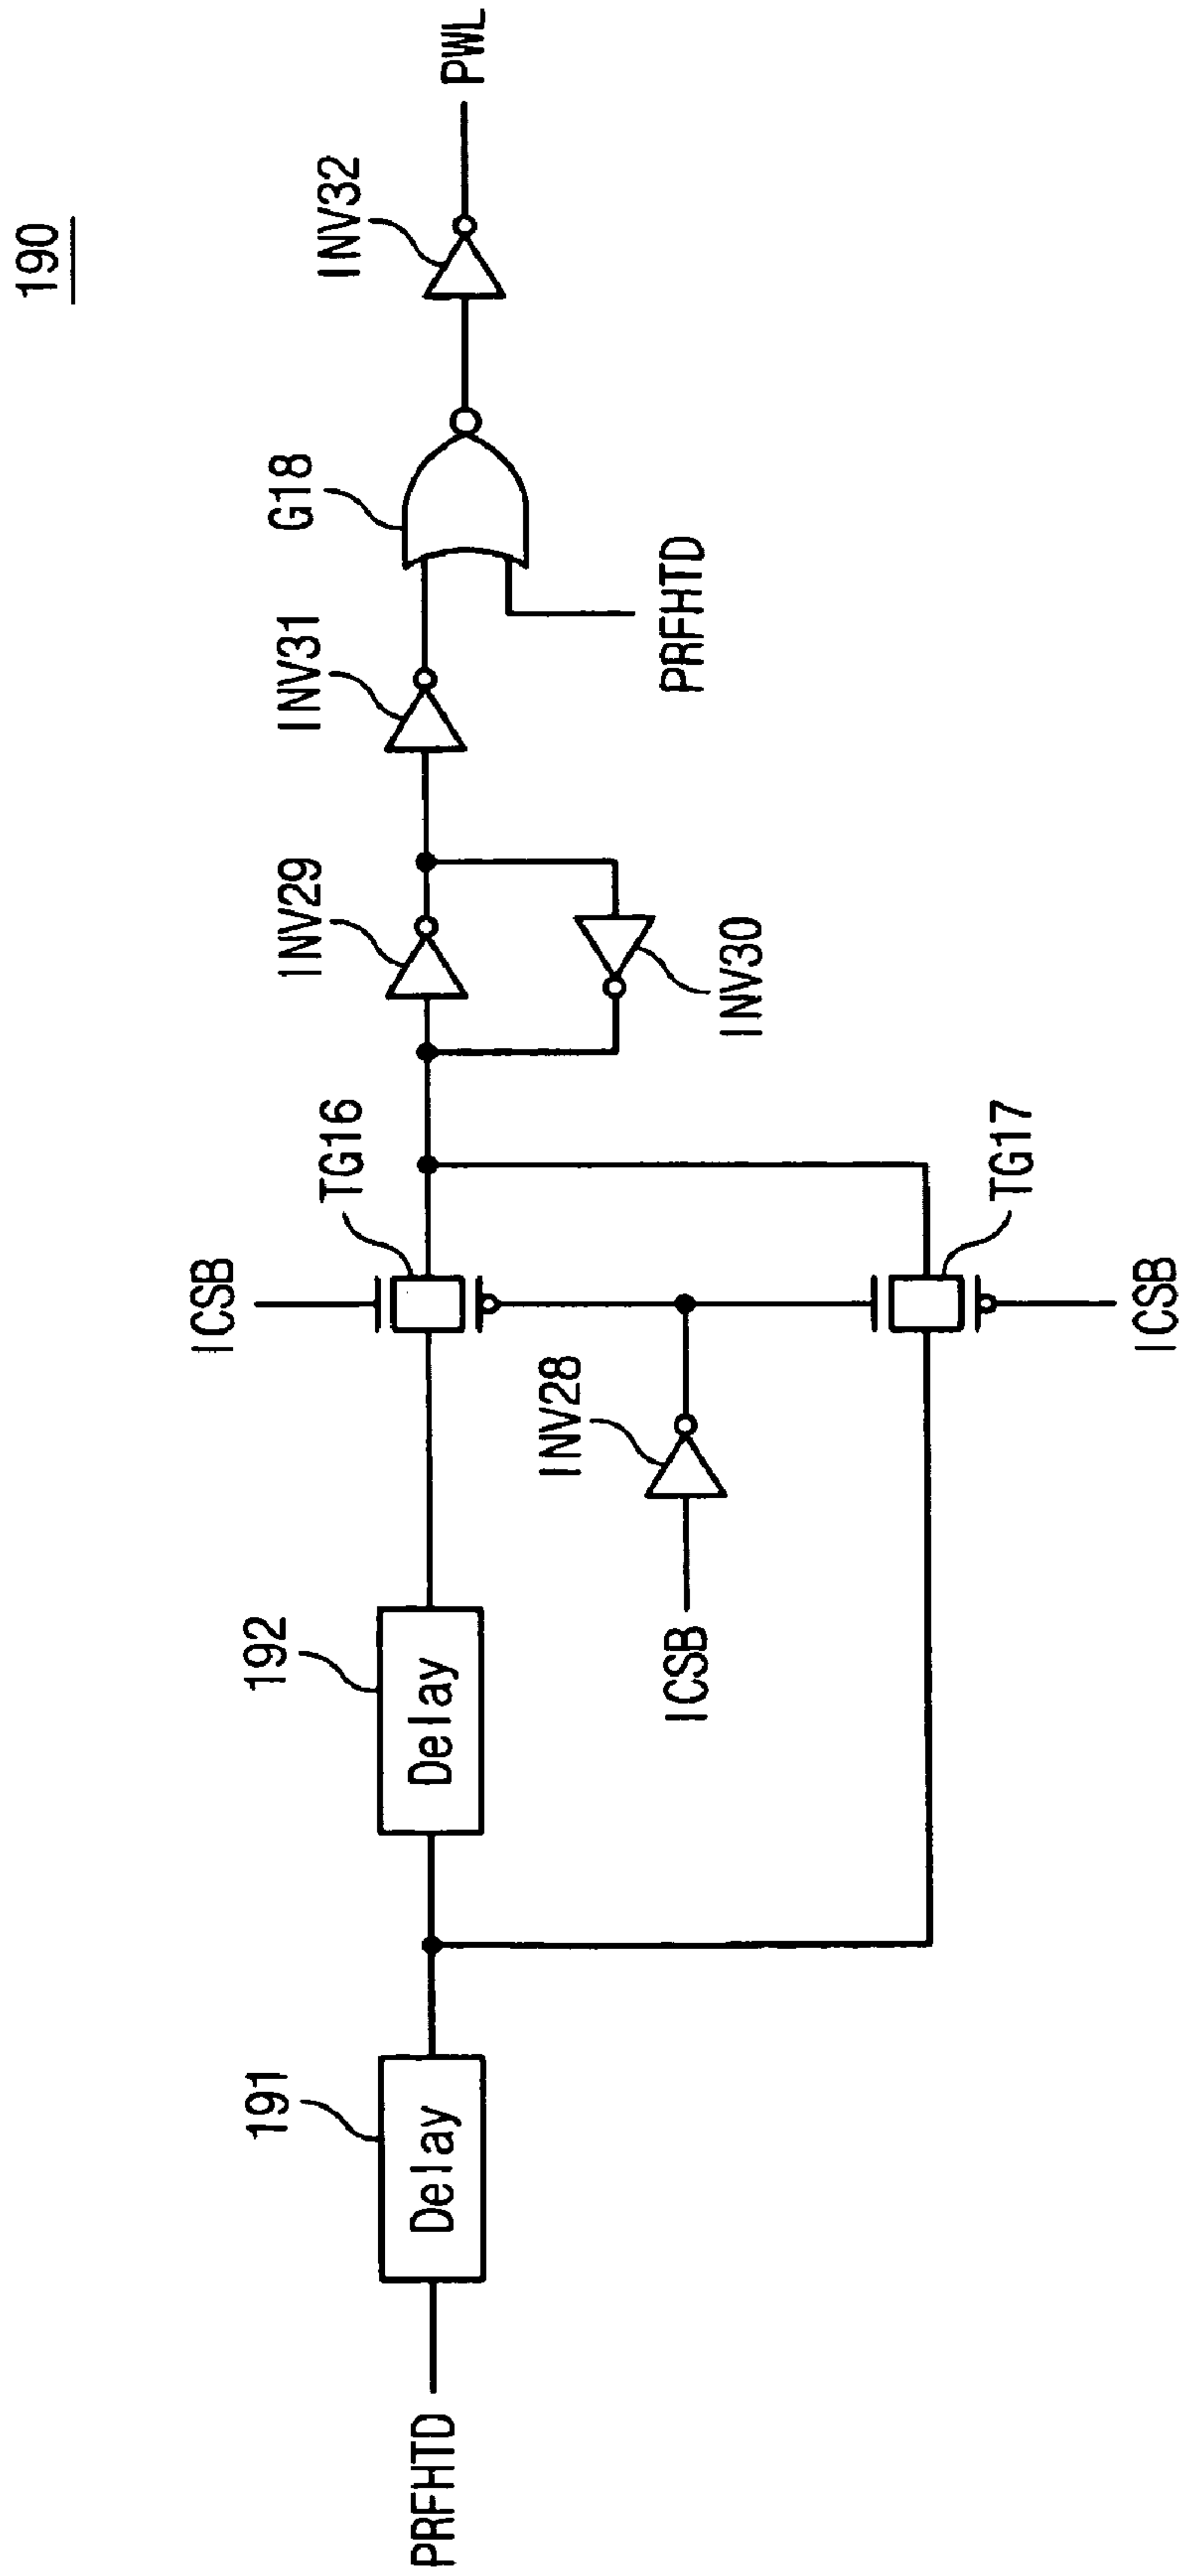 190
PRFHTD
191
Delay
192
Delay
ICSB
INV28
ICSB
TG16
TG17
ICSB
INV29
INV30
INV31
G18
PRFHTD
INV32
PWL